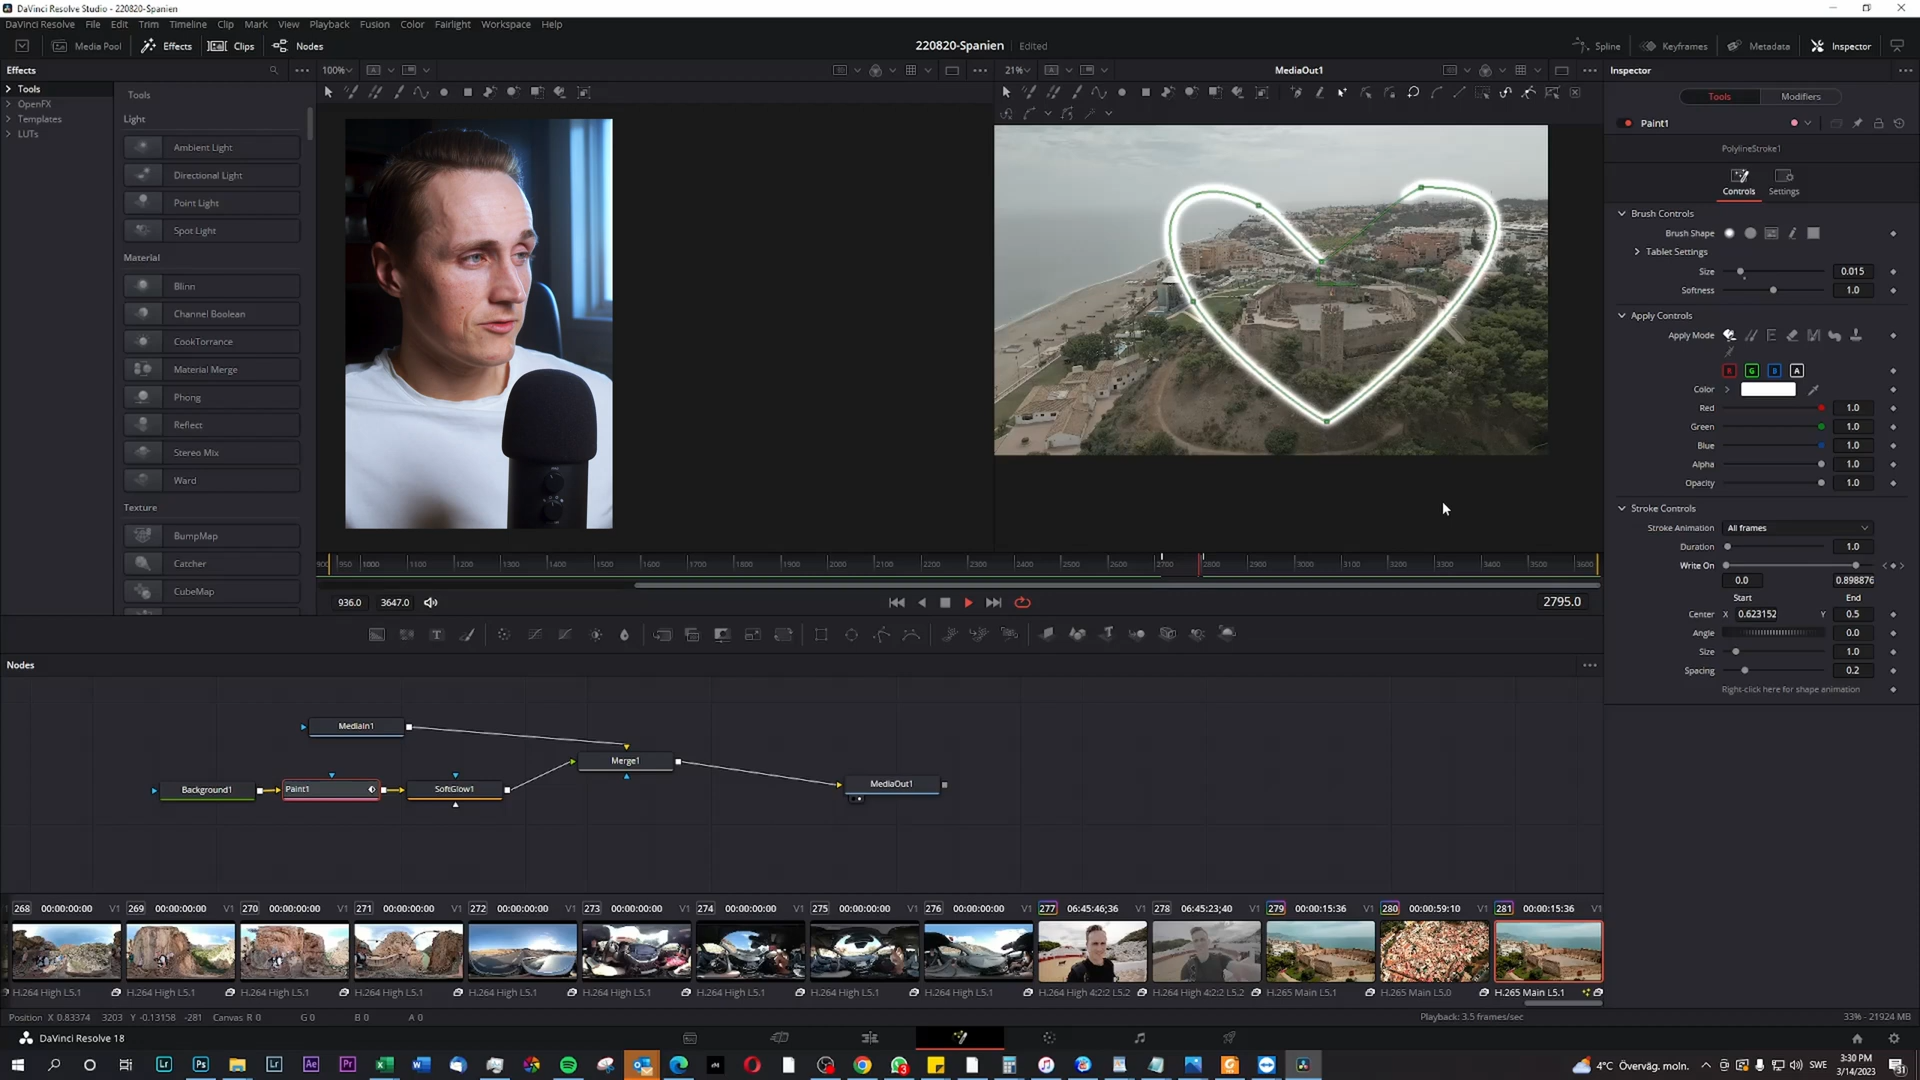 DaVinci Resolve Studio - 220820-Spanien
DaVinci Resolve File Edit Trim Timeline Clip Mark View Playback Fusion Color Fairlight Workspace Help
Media Pool Effects Clips Nodes 220820-Spanien Edited Spline Keyframes Metadata Inspector
Effects 100% 21% MediaOut1 Inspector
Tools
OpenFX
Templates
LUTs
Tools
Light
Ambient Light
Directional Light
Point Light
Spot Light
Material
Blinn
Channel Boolean
CookTorrance
Material Merge
Phong
Reflect
Stereo Mix
Ward
Texture
BumpMap
Catcher
CubeMap
Tools Modifiers
Paint1
PolylineStroke1
Controls Settings
Brush Controls
Brush Shape
Tablet Settings
Size 0.015
Softness 1.0
Apply Controls
Apply Mode
R G B A
Color
Red 1.0
Green 1.0
Blue 1.0
Alpha 1.0
Opacity 1.0
Stroke Controls
Stroke Animation All frames
Duration 1.0
Write On
0.0 0.898876
Start End
Center X 0.623152 Y 0.5
Angle 0.0
Size 1.0
Spacing 0.2
Right-click here for shape animation
900 950 1000 1100 1200 1300 1400 1500 1600 1700 1800 1900 2000 2100 2200 2300 2400 2500 2600 2700 2800 2900 3000 3100 3200 3300 3400 3500 3600
936.0 3647.0 2795.0
Nodes
MediaIn1
Merge1
Background1 Paint1 SoftGlow1 MediaOut1
268 00:00:00:00 V1 269 00:00:00:00 V1 270 00:00:00:00 V1 271 00:00:00:00 V1 272 00:00:00:00 V1 273 00:00:00:00 V1 274 00:00:00:00 V1 275 00:00:00:00 V1 276 00:00:00:00 V1 277 06:45:46;36 V1 278 06:45:23;40 V1 279 00:00:15:36 V1 280 00:00:59:10 V1 281 00:00:15:36 V1
H.264 High L5.1 H.264 High L5.1 H.264 High L5.1 H.264 High L5.1 H.264 High L5.1 H.264 High L5.1 H.264 High L5.1 H.264 High L5.1 H.264 High L5.1 H.264 High 4:2:2 L5.2 H.264 High 4:2:2 L5.2 H.265 Main L5.1 H.265 Main L5.0 H.265 Main L5.1
Position X 0.83374 3203 Y -0.13158 -281 Canvas R 0 G 0 B 0 A 0 Playback: 3.5 frames/sec 33% - 21924 MB
DaVinci Resolve 18
Lr Ps Lr Ae Pr 3 4°C Överväg. moln. SWE 3:30 PM
3/14/2023 31